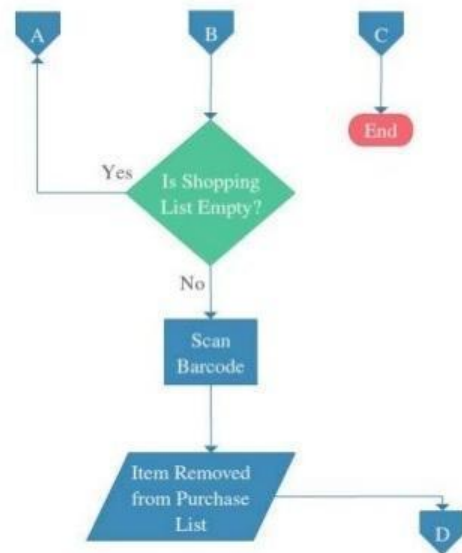 A
B
C
End
Yes
Is Shopping
List Empty?
No
Scan
Barcode
Item Removed
from Purchase
List
D